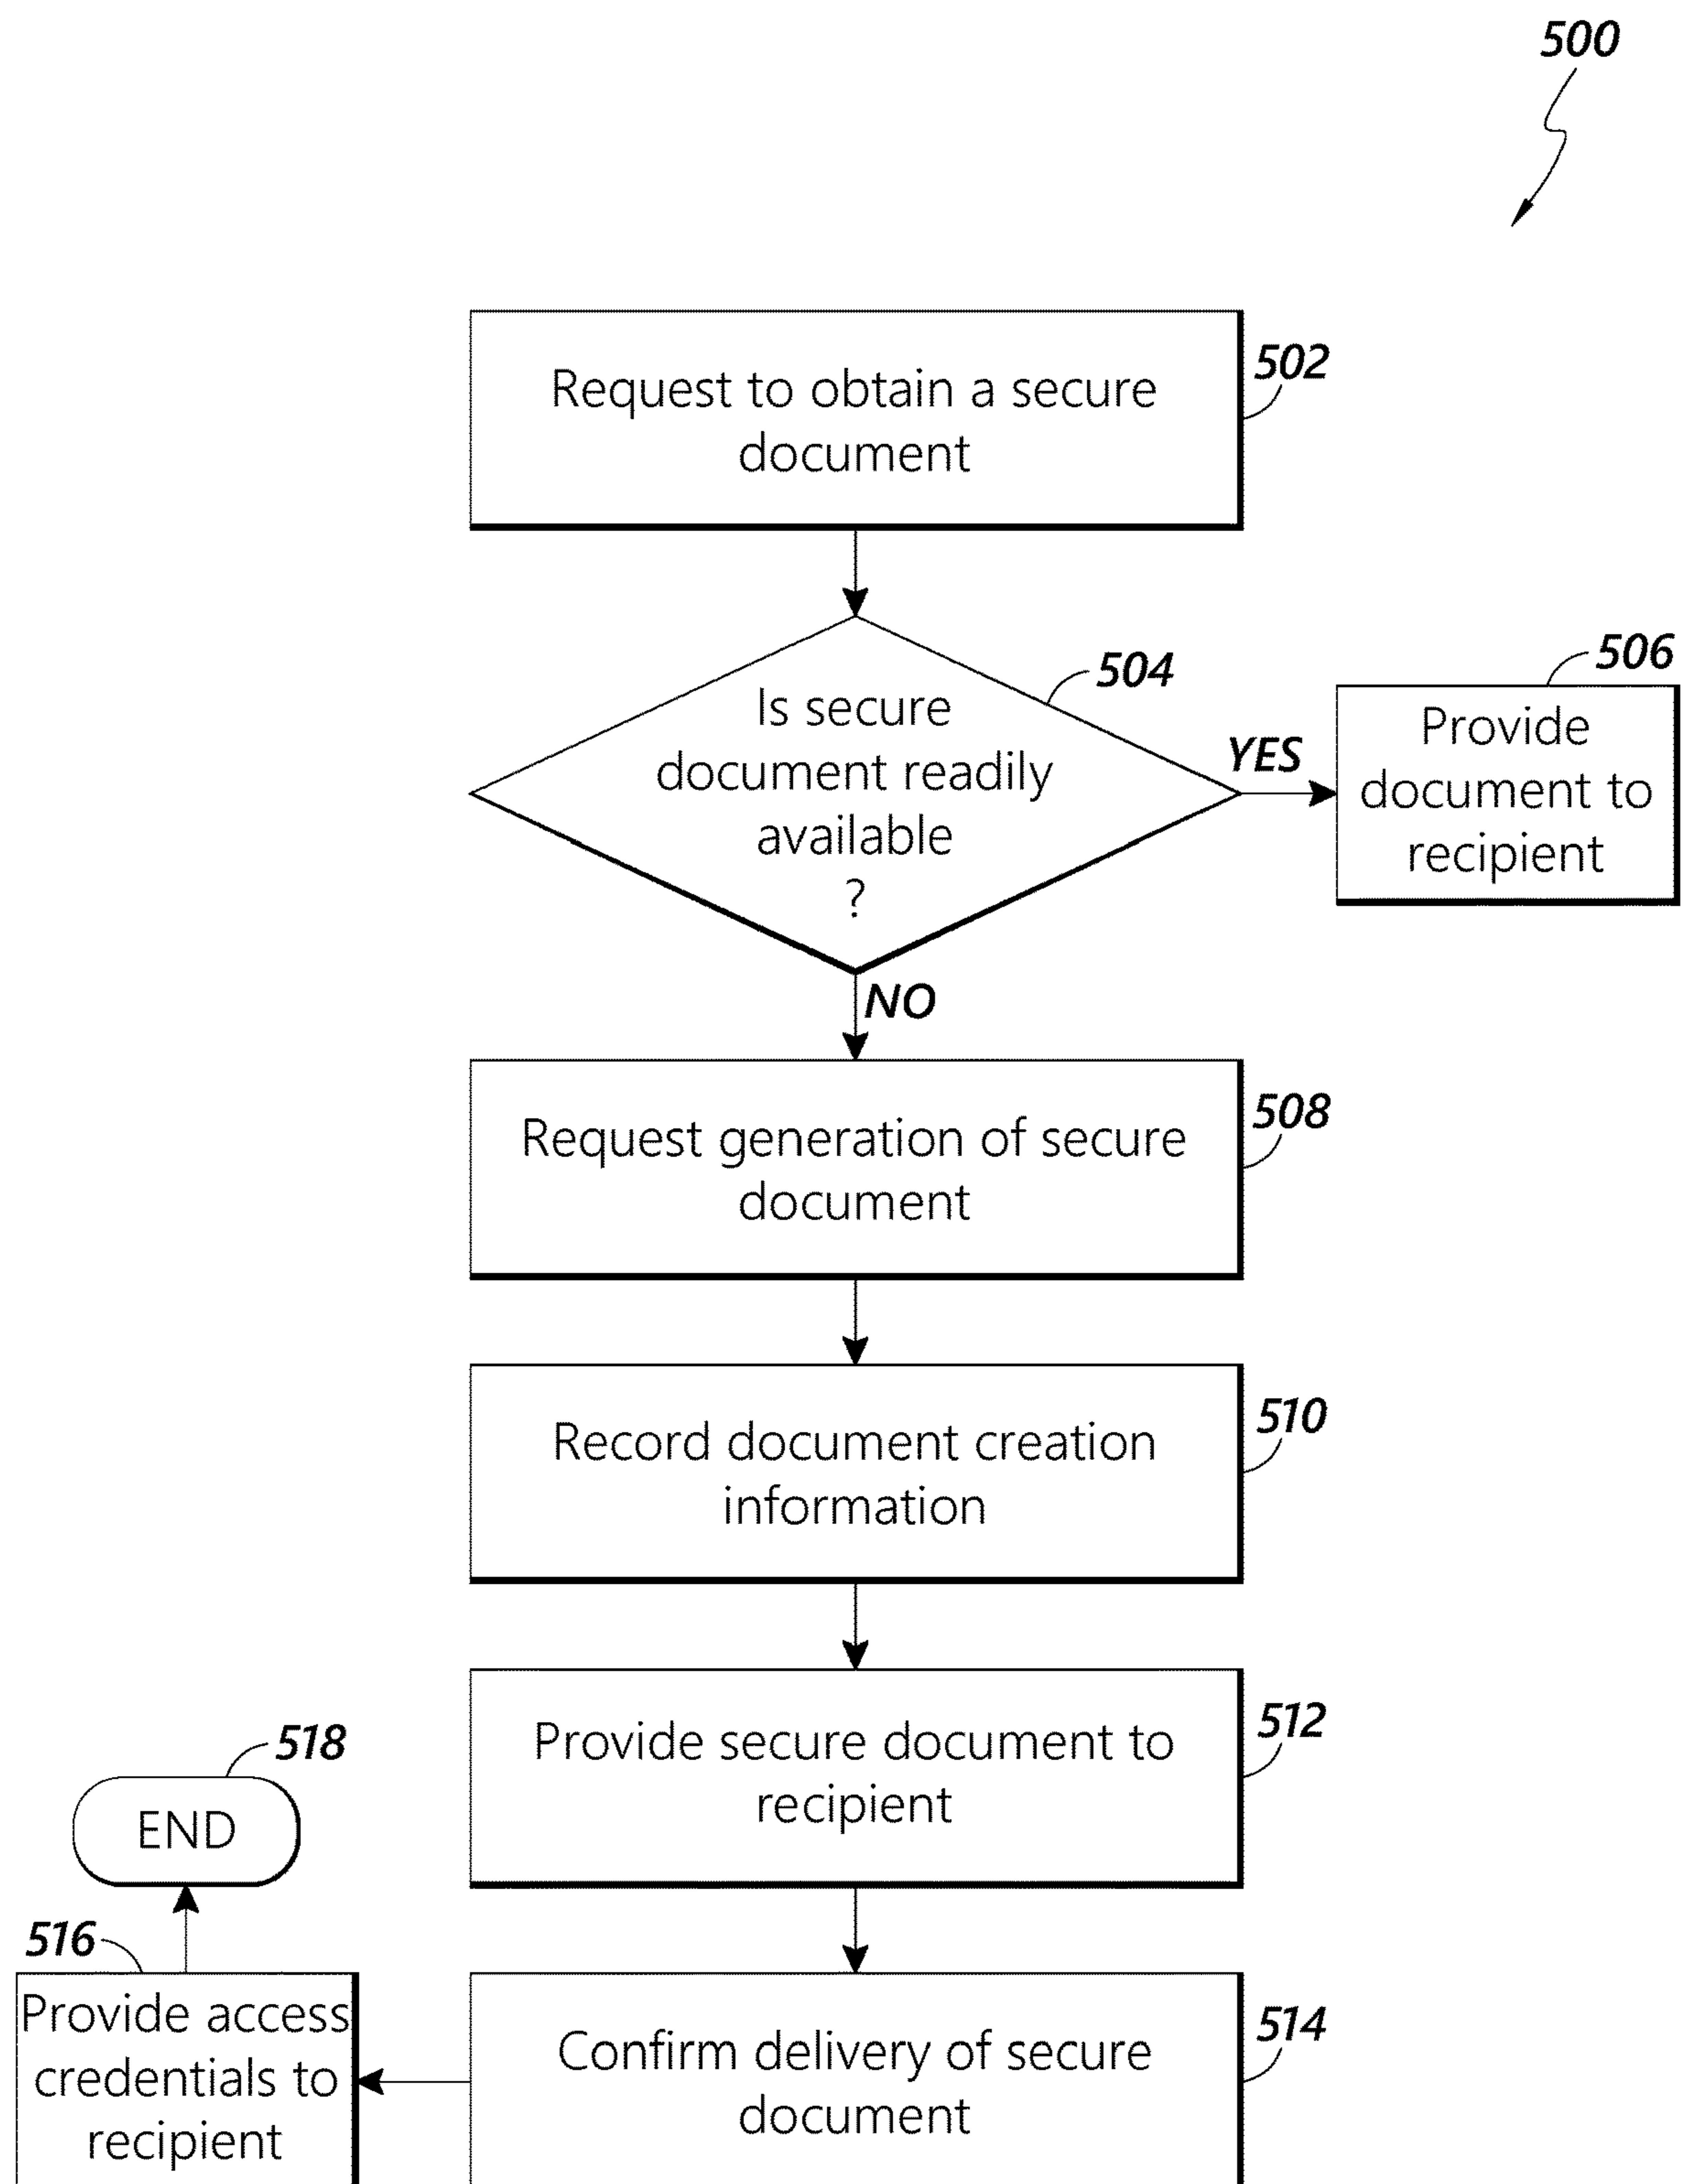 500
Request to obtain a secure
document
502
Is secure
document readily
available
?
504
YES
506
Provide
document to
recipient
NO
Request generation of secure
document
508
Record document creation
information
510
Provide secure document to
recipient
512
518
END
516
Provide access
credentials to
recipient
Confirm delivery of secure
document
514